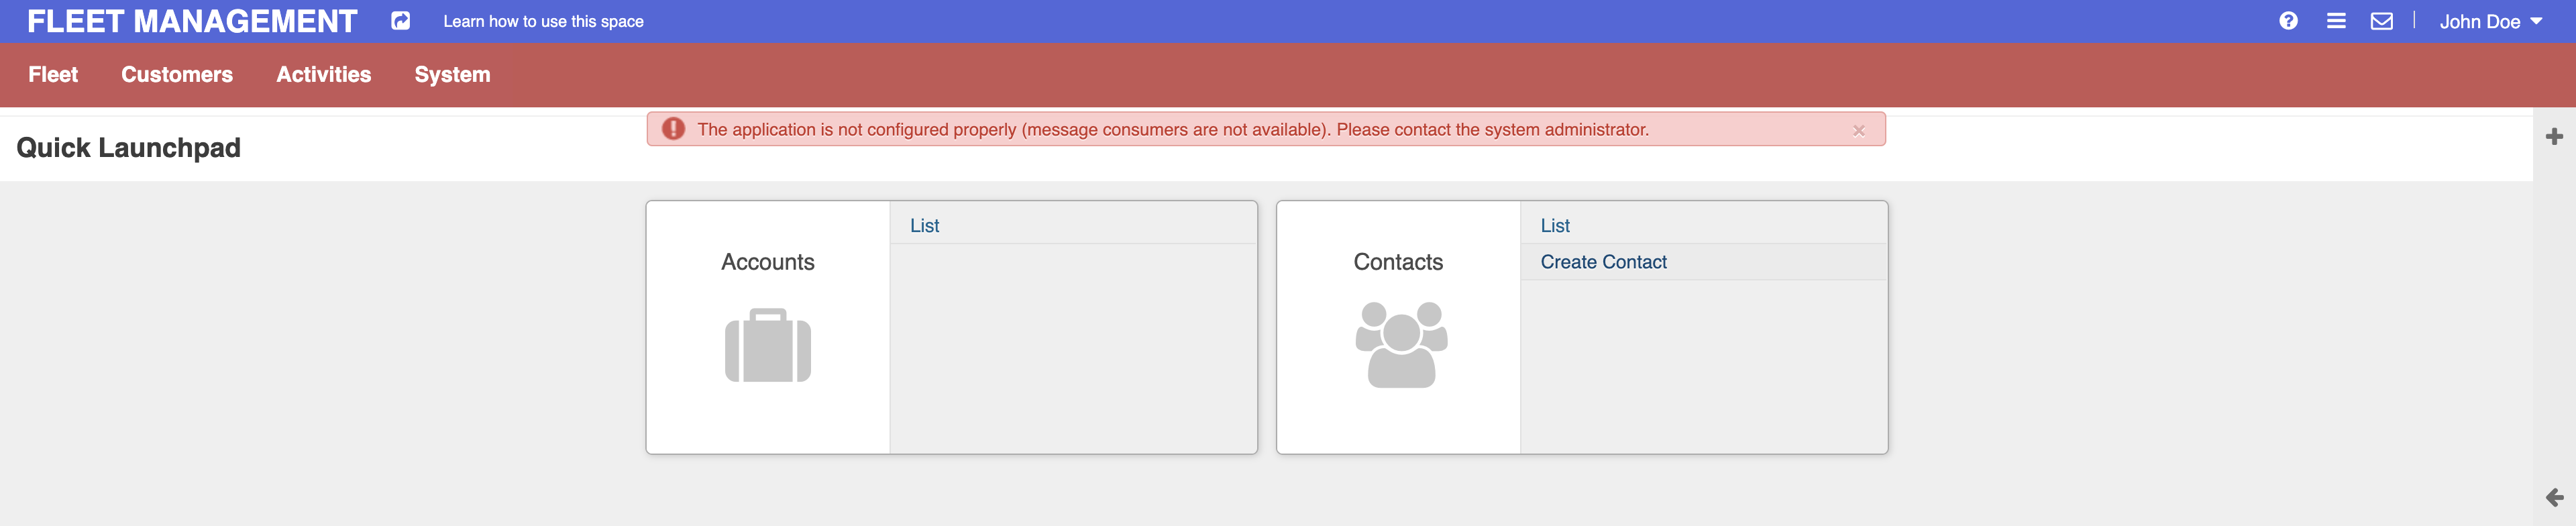 FLEET MANAGEMENT Learn how to use this space John Doe
Fleet Customers Activities System
The application is not configured properly (message consumers are not available). Please contact the system administrator.
Quick Launchpad
Accounts
List
Contacts
List
Create Contact